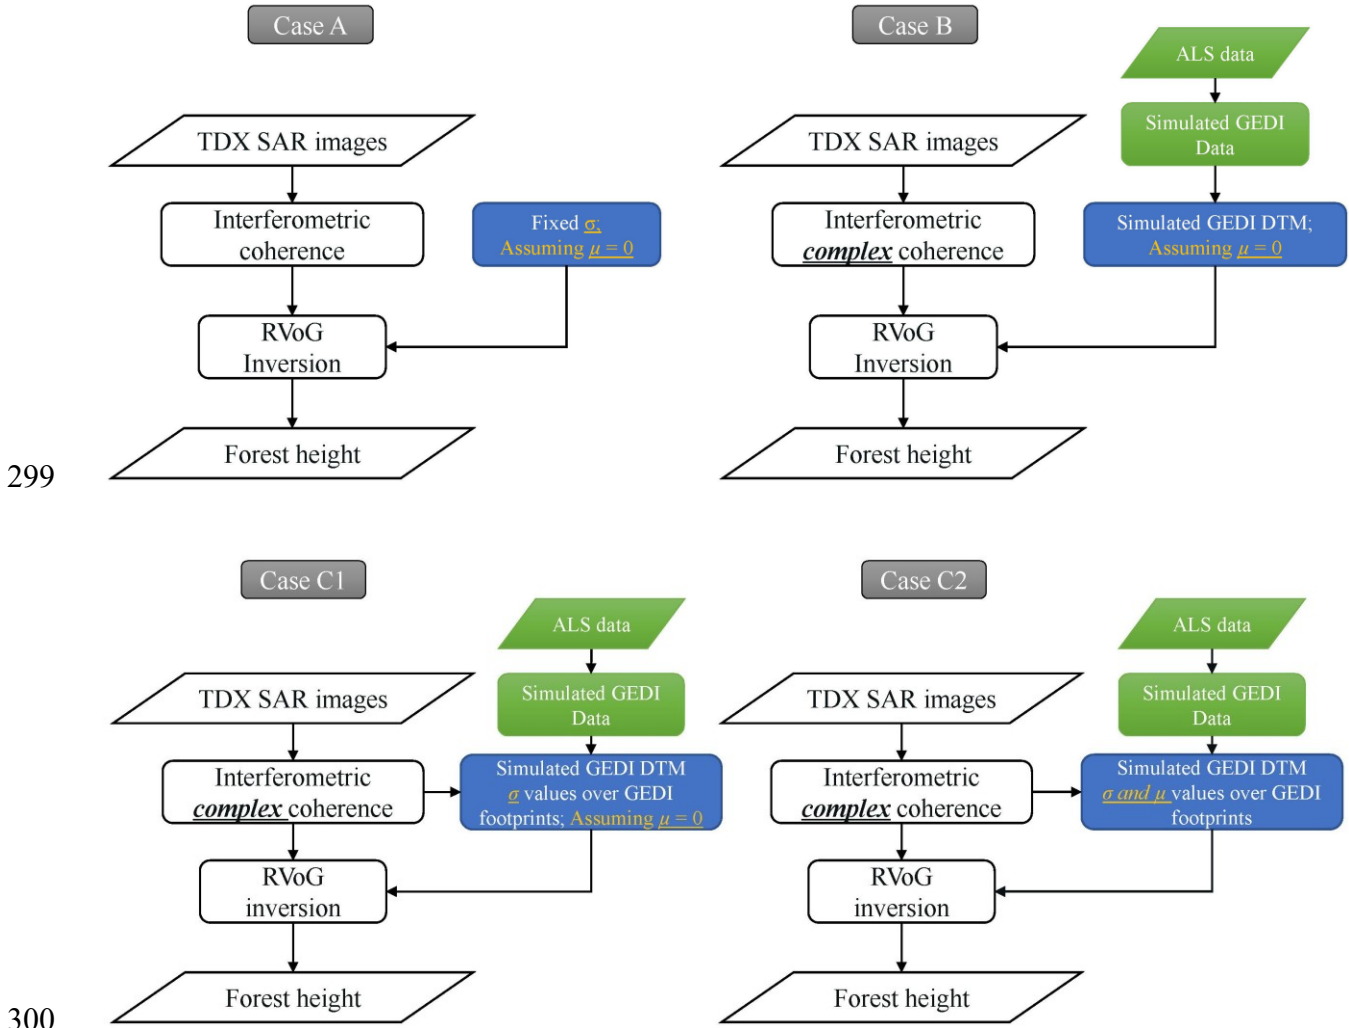 Case A
TDX SAR images
Interferometric
coherence
Fixed σ;
Assuming μ = 0
RVoG
Inversion
Forest height
Case B
ALS data
Simulated GEDI
Data
TDX SAR images
Interferometric
complex coherence
Simulated GEDI DTM;
Assuming μ = 0
RVoG
Inversion
Forest height
299
Case C1
ALS data
Simulated GEDI
Data
TDX SAR images
Interferometric
complex coherence
Simulated GEDI DTM
σ values over GEDI
footprints; Assuming μ = 0
RVoG
inversion
Forest height
Case C2
ALS data
Simulated GEDI
Data
TDX SAR images
Interferometric
complex coherence
Simulated GEDI DTM
σ and μ values over GEDI
footprints
RVoG
inversion
Forest height
300